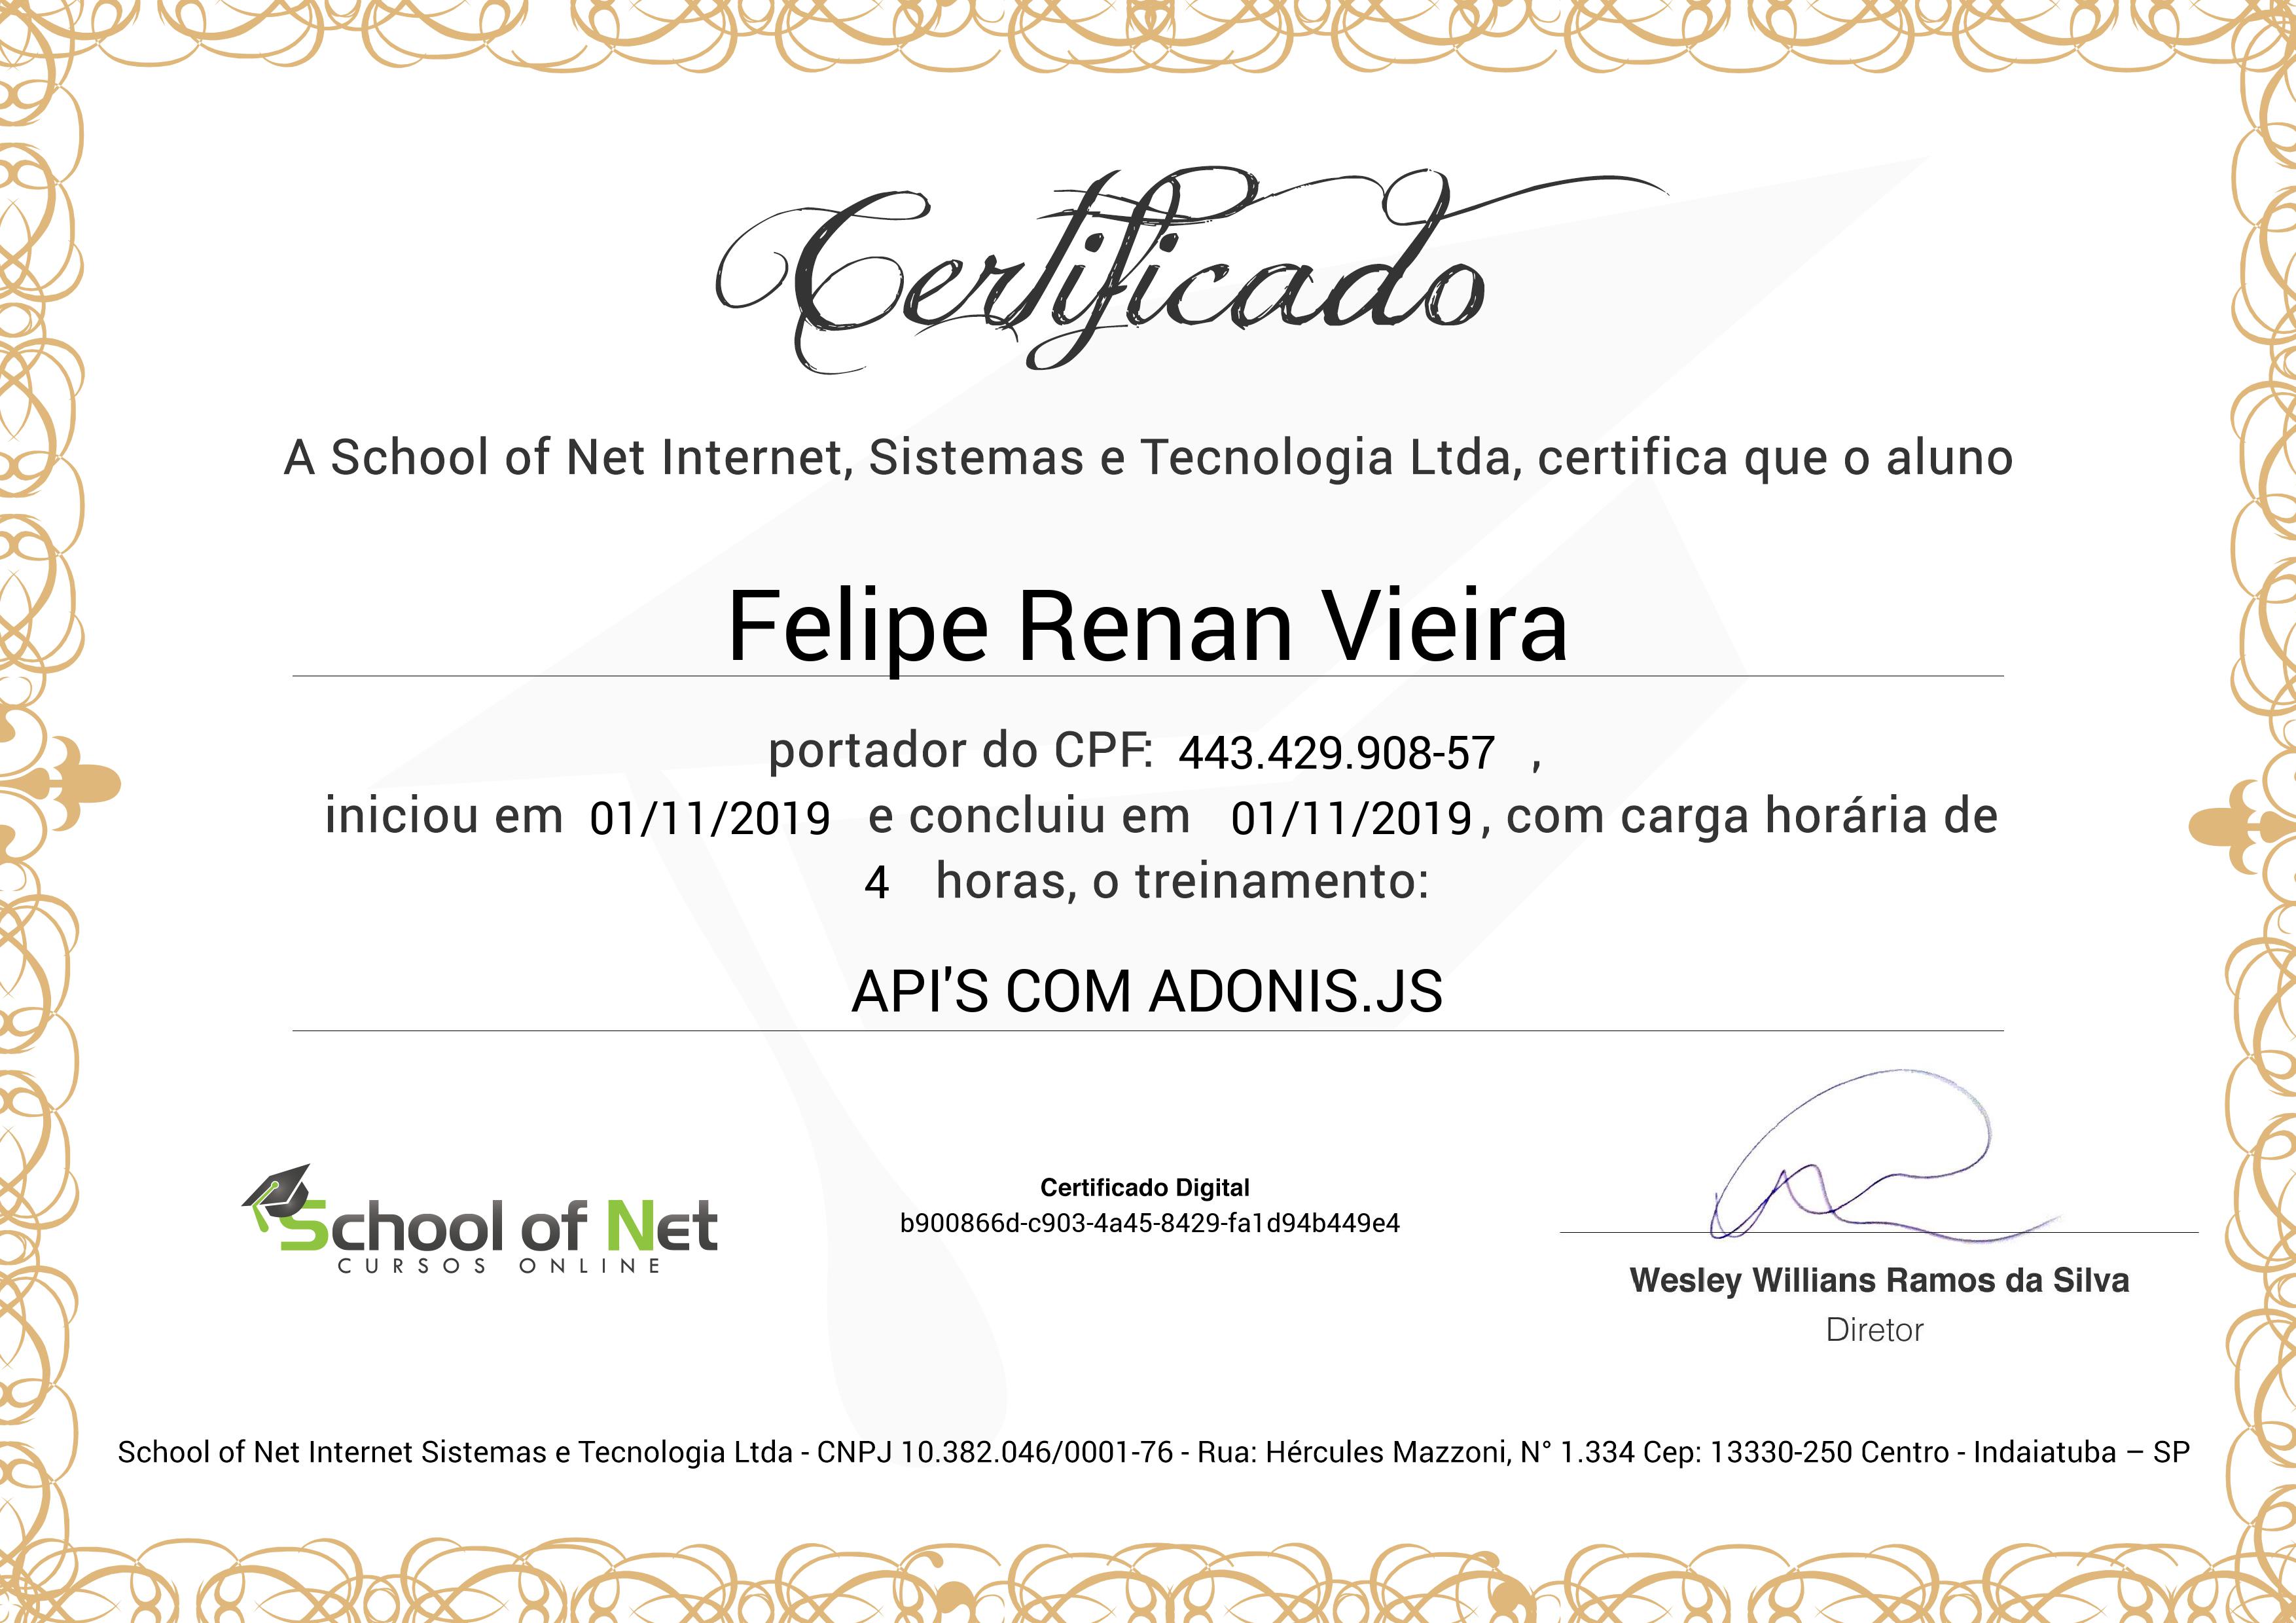 Certificado
A School of Net Internet, Sistemas e Tecnologia Ltda, certifica que o aluno
Felipe Renan Vieira
portador do CPF: 443.429.908-57 ,
iniciou em 01/11/2019 e concluiu em 01/11/2019, com carga horária de
4 horas, o treinamento:
API'S COM ADONIS.JS
School of Net
CURSOS ONLINE
Certificado Digital
b900866d-c903-4a45-8429-fa1d94b449e4
Wesley Willians Ramos da Silva
Diretor
School of Net Internet Sistemas e Tecnologia Ltda - CNPJ 10.382.046/0001-76 - Rua: Hércules Mazzoni, N° 1.334 Cep: 13330-250 Centro - Indaiatuba – SP